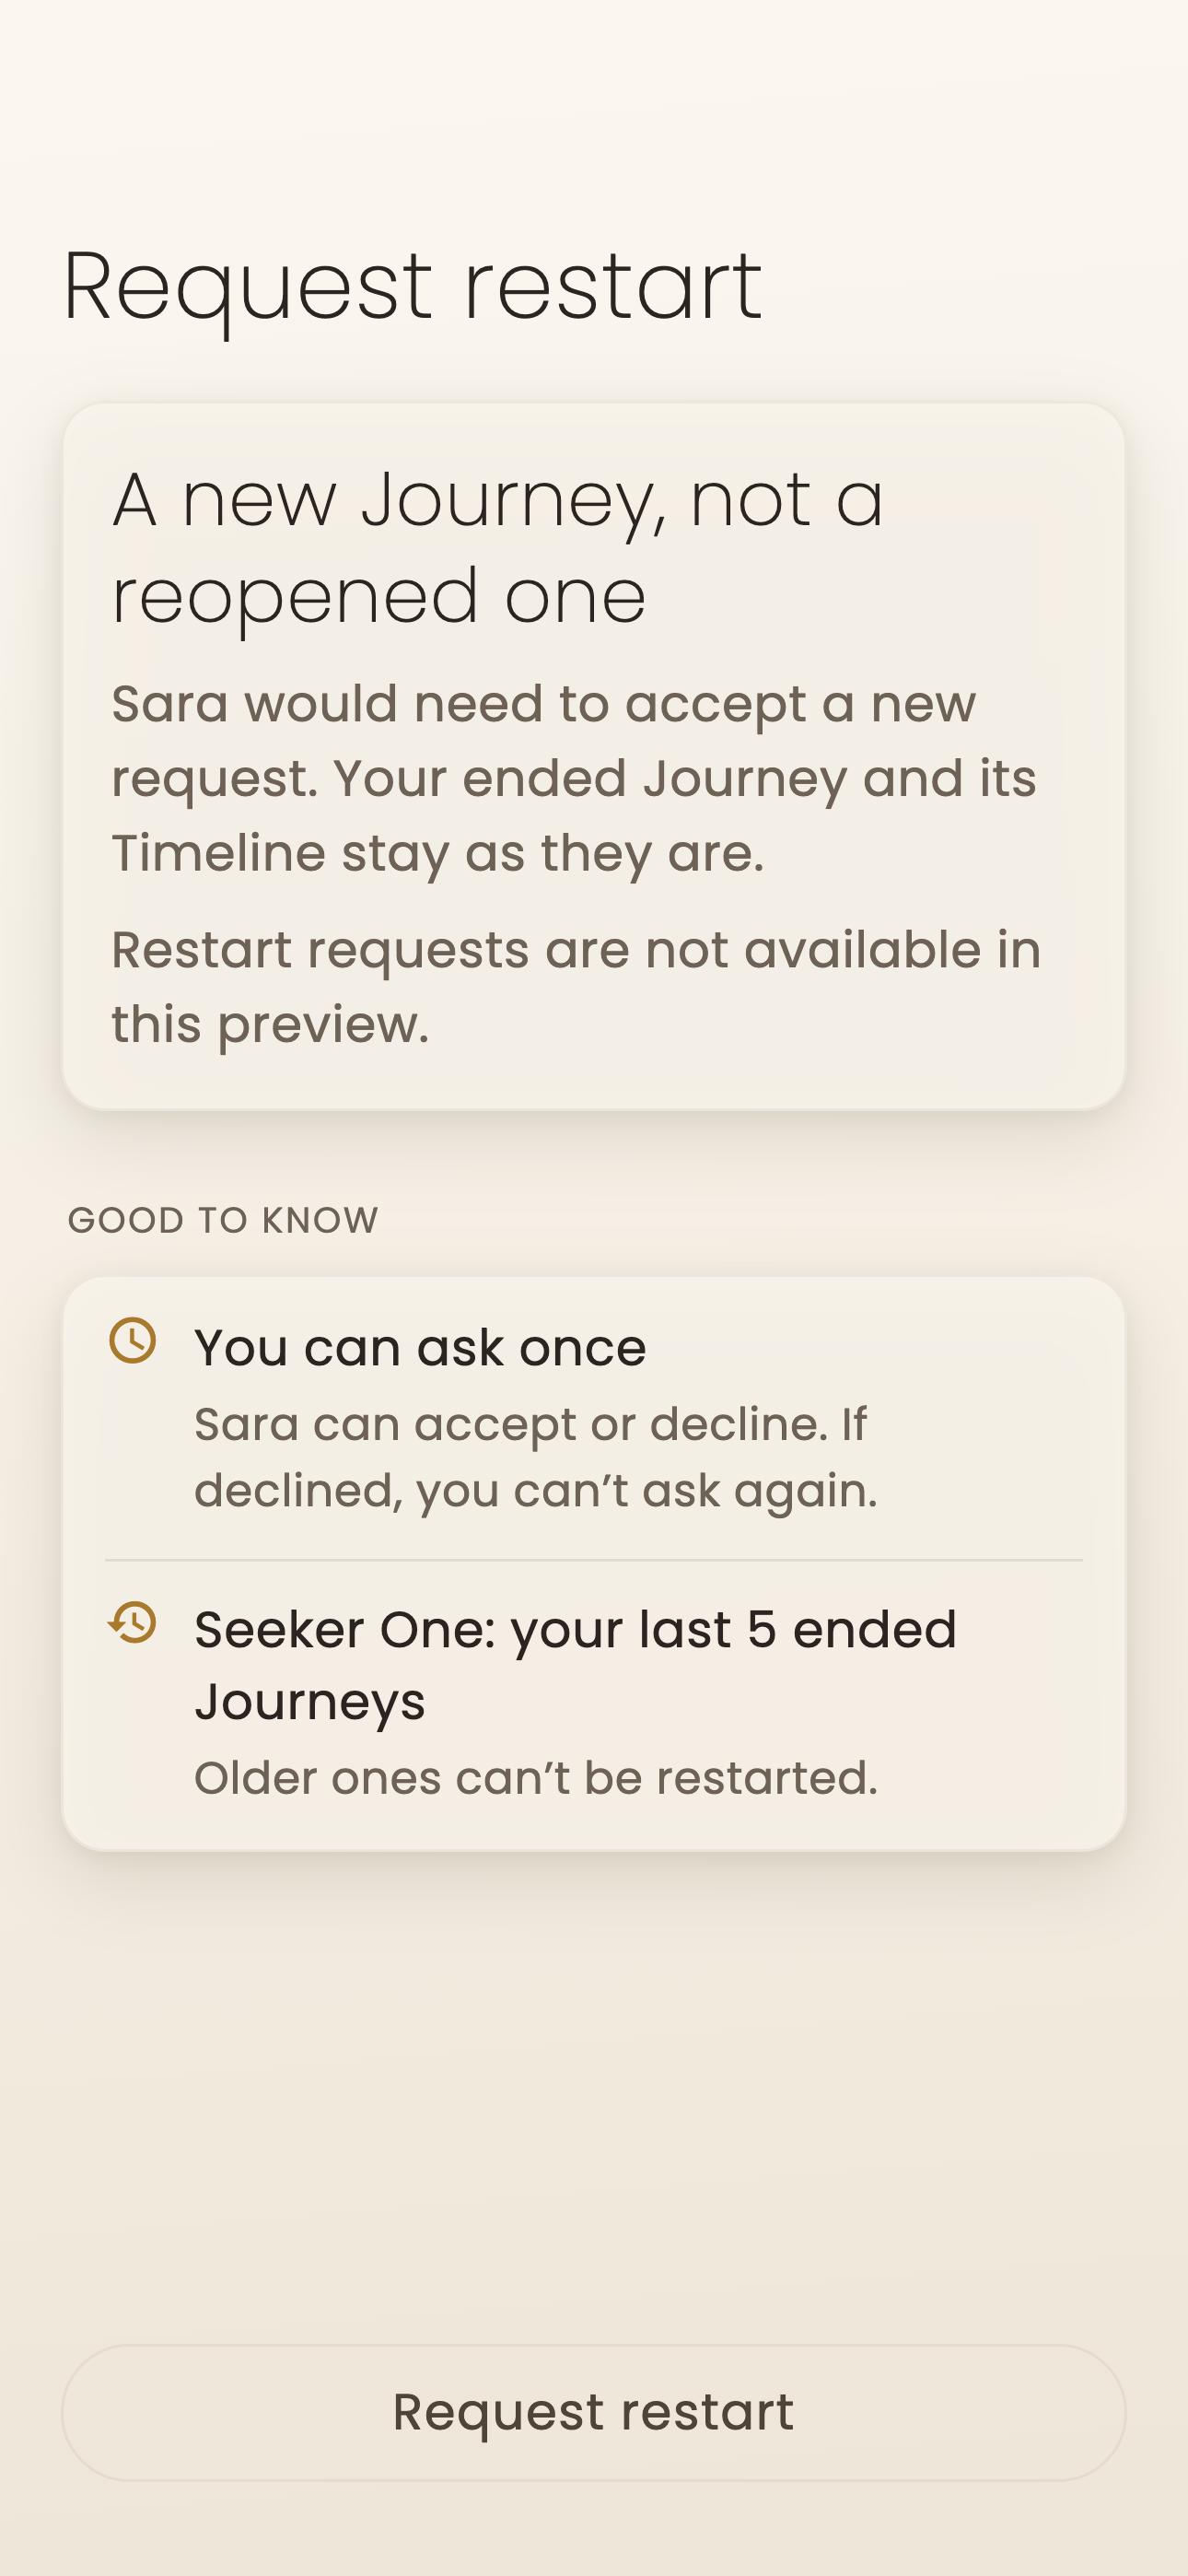 Request restart
A new Journey, not a
reopened one
Sara would need to accept a new
request. Your ended Journey and its
Timeline stay as they are.
Restart requests are not available in
this preview.
GOOD TO KNOW
You can ask once
Sara can accept or decline. If
declined, you can’t ask again.
Seeker One: your last 5 ended
Journeys
Older ones can’t be restarted.
Request restart